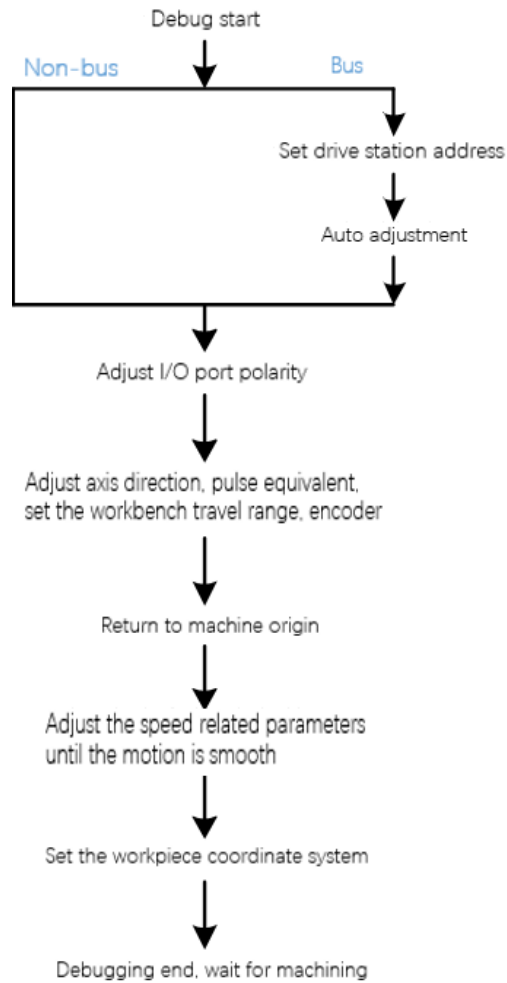 Debug start
Non-bus
Bus
Set drive station address
Auto adjustment
Adjust I/O port polarity
Adjust axis direction, pulse equivalent,
set the workbench travel range, encoder
Return to machine origin
Adjust the speed related parameters
until the motion is smooth
Set the workpiece coordinate system
Debugging end, wait for machining